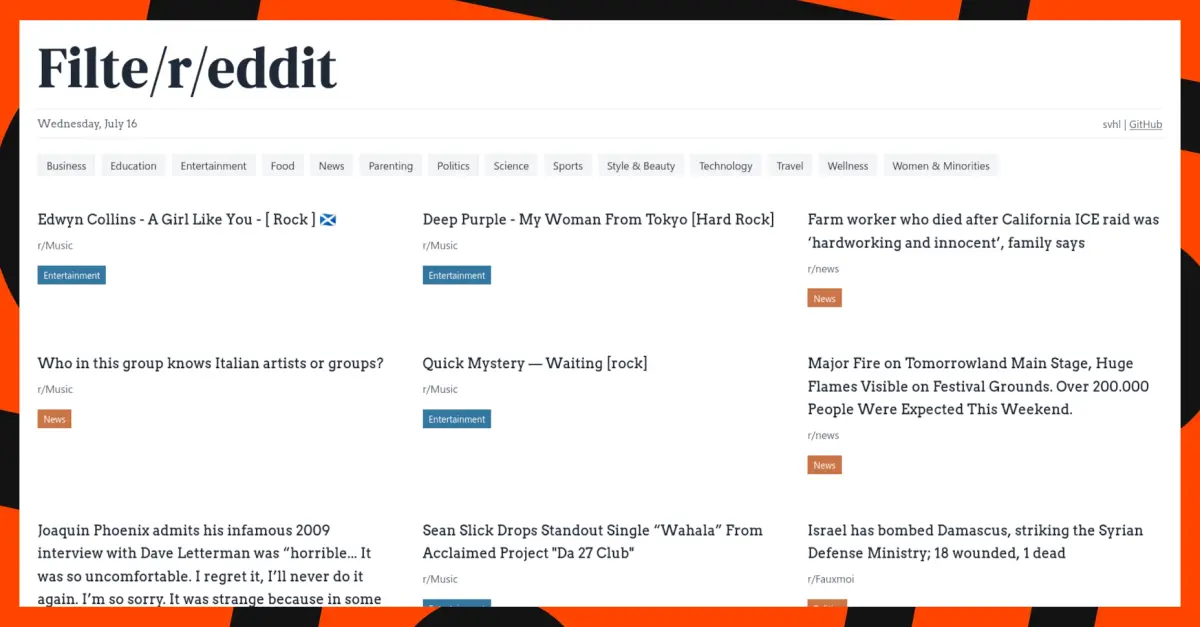 Filte/r/eddit
Wednesday, July 16
svhl | GitHub
Business Education Entertainment Food News Parenting Politics Science Sports Style & Beauty Technology Travel Wellness Women & Minorities
Edwyn Collins - A Girl Like You - [ Rock ] 🏴󠁧󠁢󠁳󠁣󠁴󠁿
r/Music
Entertainment
Deep Purple - My Woman From Tokyo [Hard Rock]
r/Music
Entertainment
Farm worker who died after California ICE raid was
‘hardworking and innocent’, family says
r/news
News
Who in this group knows Italian artists or groups?
r/Music
News
Quick Mystery — Waiting [rock]
r/Music
Entertainment
Major Fire on Tomorrowland Main Stage, Huge
Flames Visible on Festival Grounds. Over 200.000
People Were Expected This Weekend.
r/news
News
Joaquin Phoenix admits his infamous 2009
interview with Dave Letterman was “horrible... It
was so uncomfortable. I regret it, I’ll never do it
again. I’m so sorry. It was strange because in some
Sean Slick Drops Standout Single “Wahala” From
Acclaimed Project "Da 27 Club"
r/Music
Israel has bombed Damascus, striking the Syrian
Defense Ministry; 18 wounded, 1 dead
r/Fauxmoi